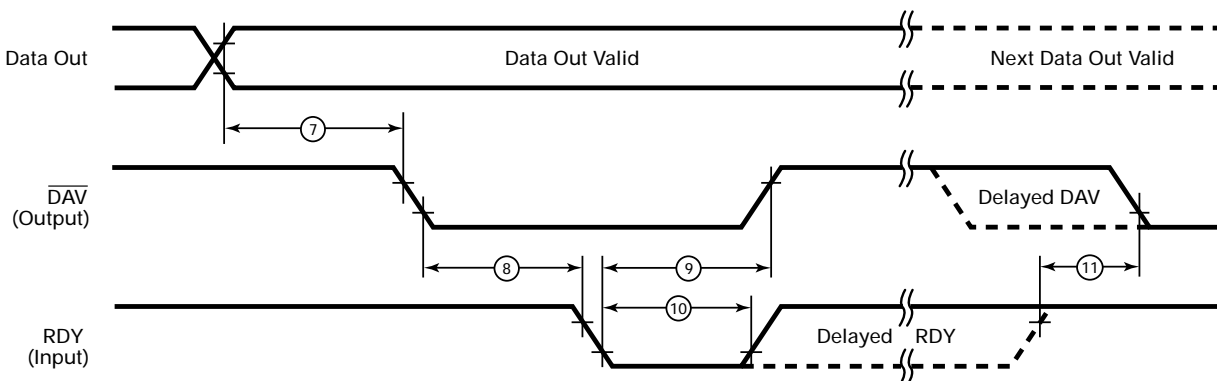 Data Out
Data Out Valid
Next Data Out Valid
7
DAV
(Output)
Delayed DAV
8
9
11
10
RDY
(Input)
Delayed RDY